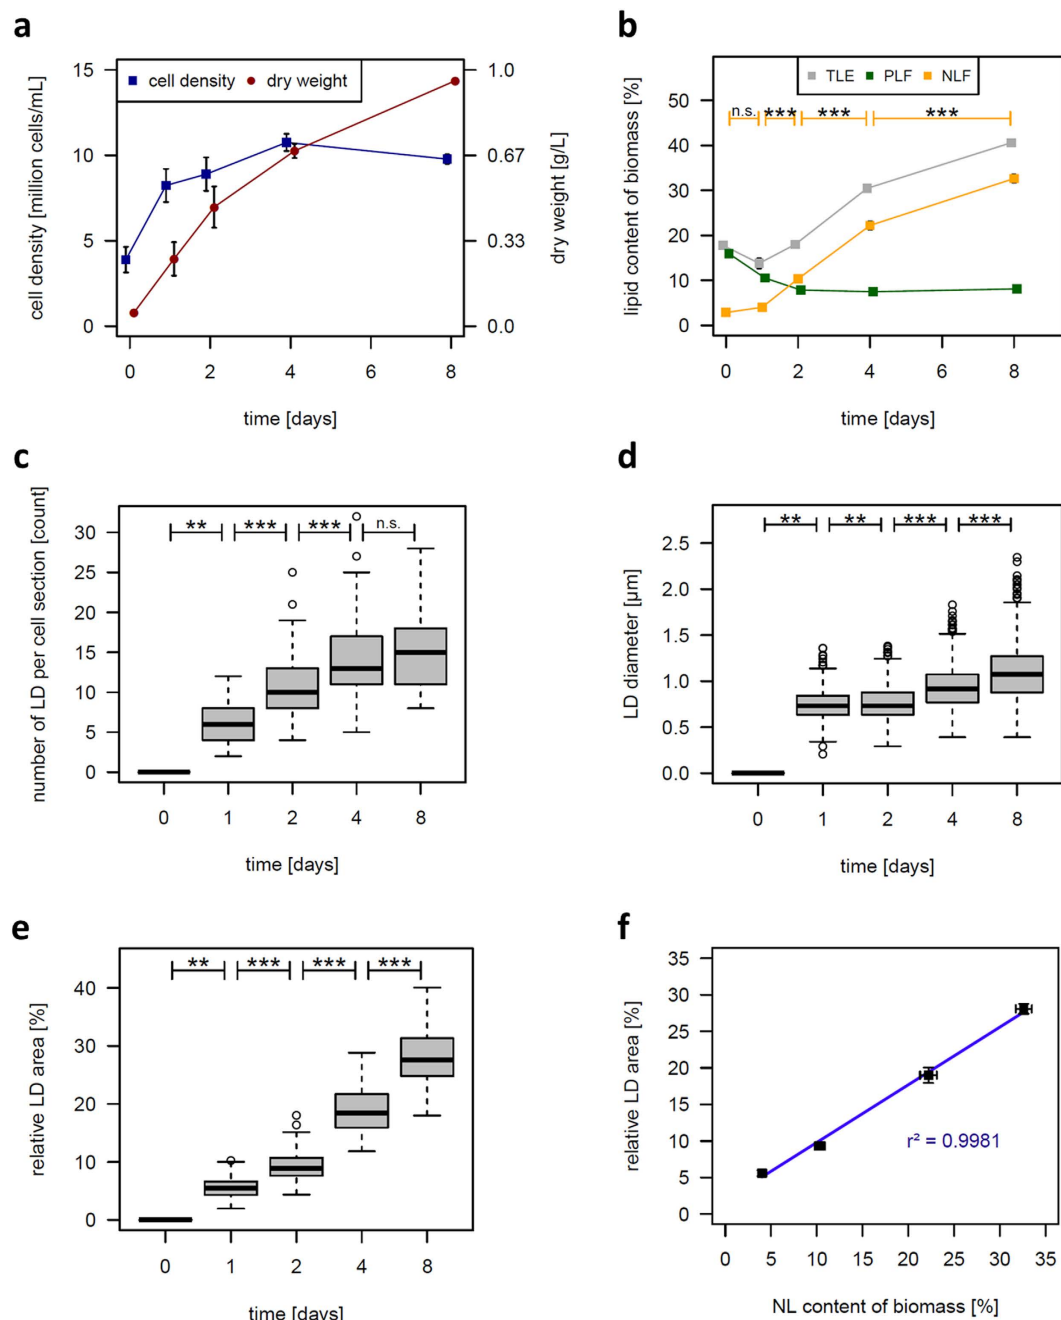 a
cell density dry weight
cell density [million cells/mL]
15
10
5
0
1.0
0.67
0.33
0.0
dry weight [g/L]
0 2 4 6 8
time [days]
b
TLE PLF NLF
n.s. *** *** ***
lipid content of biomass [%]
50
40
30
20
10
0
0 2 4 6 8
time [days]
c
** *** *** n.s.
number of LD per cell section [count]
30
25
20
15
10
5
0
0 1 2 4 8
time [days]
d
** ** *** ***
LD diameter [µm]
2.5
2.0
1.5
1.0
0.5
0.0
0 1 2 4 8
time [days]
e
** *** *** ***
relative LD area [%]
40
30
20
10
0
0 1 2 4 8
time [days]
f
relative LD area [%]
35
30
25
20
15
10
5
0
r² = 0.9981
0 5 10 15 20 25 30 35
NL content of biomass [%]